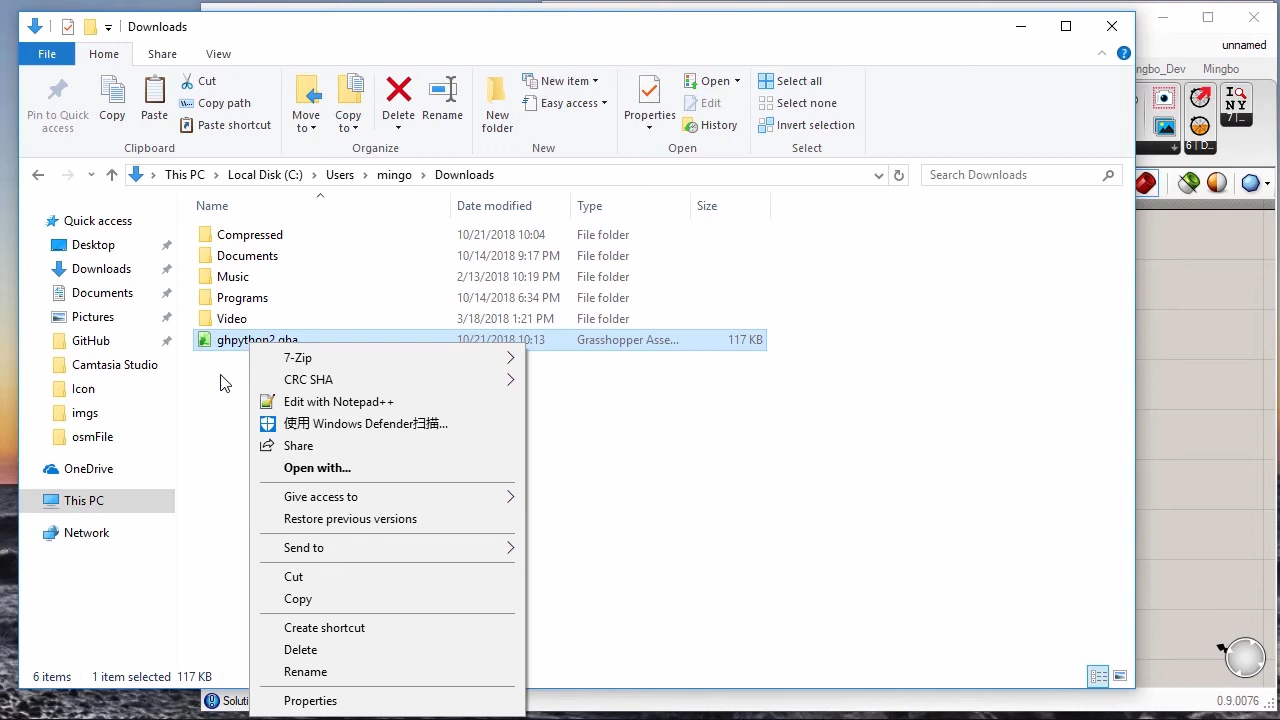 Downloads
File
Home
Share
View
Pin to Quick access
Copy
Paste
Cut
Copy path
Paste shortcut
Clipboard
Move to
Copy to
Delete
Rename
Organize
New folder
New item
Easy access
New
Properties
Open
Edit
History
Open
Select all
Select none
Invert selection
Select
This PC
Local Disk (C:)
Users
mingo
Downloads
Search Downloads
Name
Date modified
Type
Size
Quick access
Desktop
Downloads
Documents
Pictures
GitHub
Camtasia Studio
Icon
imgs
osmFile
OneDrive
This PC
Network
Compressed 10/21/2018 10:04 File folder
Documents 10/14/2018 9:17 PM File folder
Music 2/13/2018 10:19 PM File folder
Programs 10/14/2018 6:34 PM File folder
Video 3/18/2018 1:21 PM File folder
ghpython2.gha 10/21/2018 10:13 Grasshopper Asse... 117 KB
7-Zip
CRC SHA
Edit with Notepad++
使用 Windows Defender扫描...
Share
Open with...
Give access to
Restore previous versions
Send to
Cut
Copy
Create shortcut
Delete
Rename
Properties
6 items 1 item selected 117 KB
unnamed
Mingbo
0.9.0076